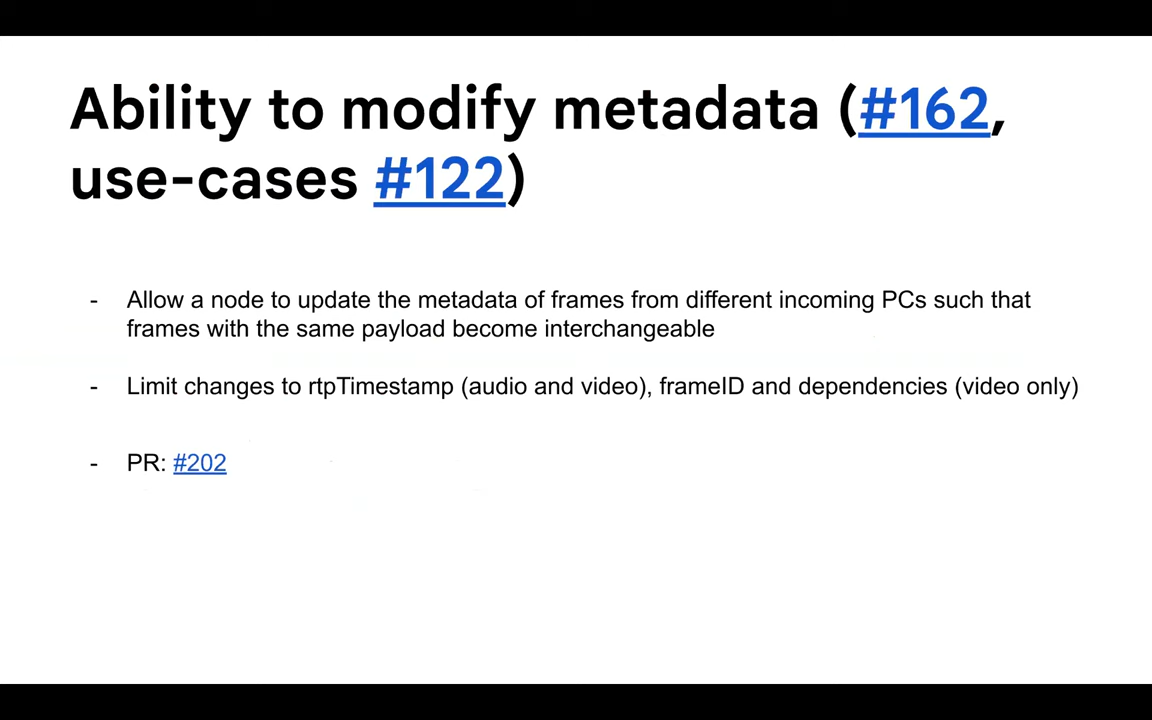 Ability to modify metadata (#162,
use-cases #122)
- Allow a node to update the metadata of frames from different incoming PCs such that
frames with the same payload become interchangeable
- Limit changes to rtpTimestamp (audio and video), frameID and dependencies (video only)
- PR: #202